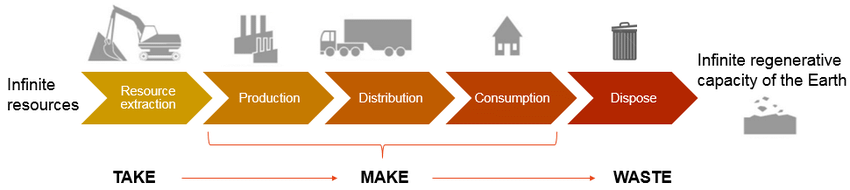 Infinite
resources
Resource
extraction
Production
Distribution
Consumption
Dispose
Infinite regenerative
capacity of the Earth
TAKE
MAKE
WASTE